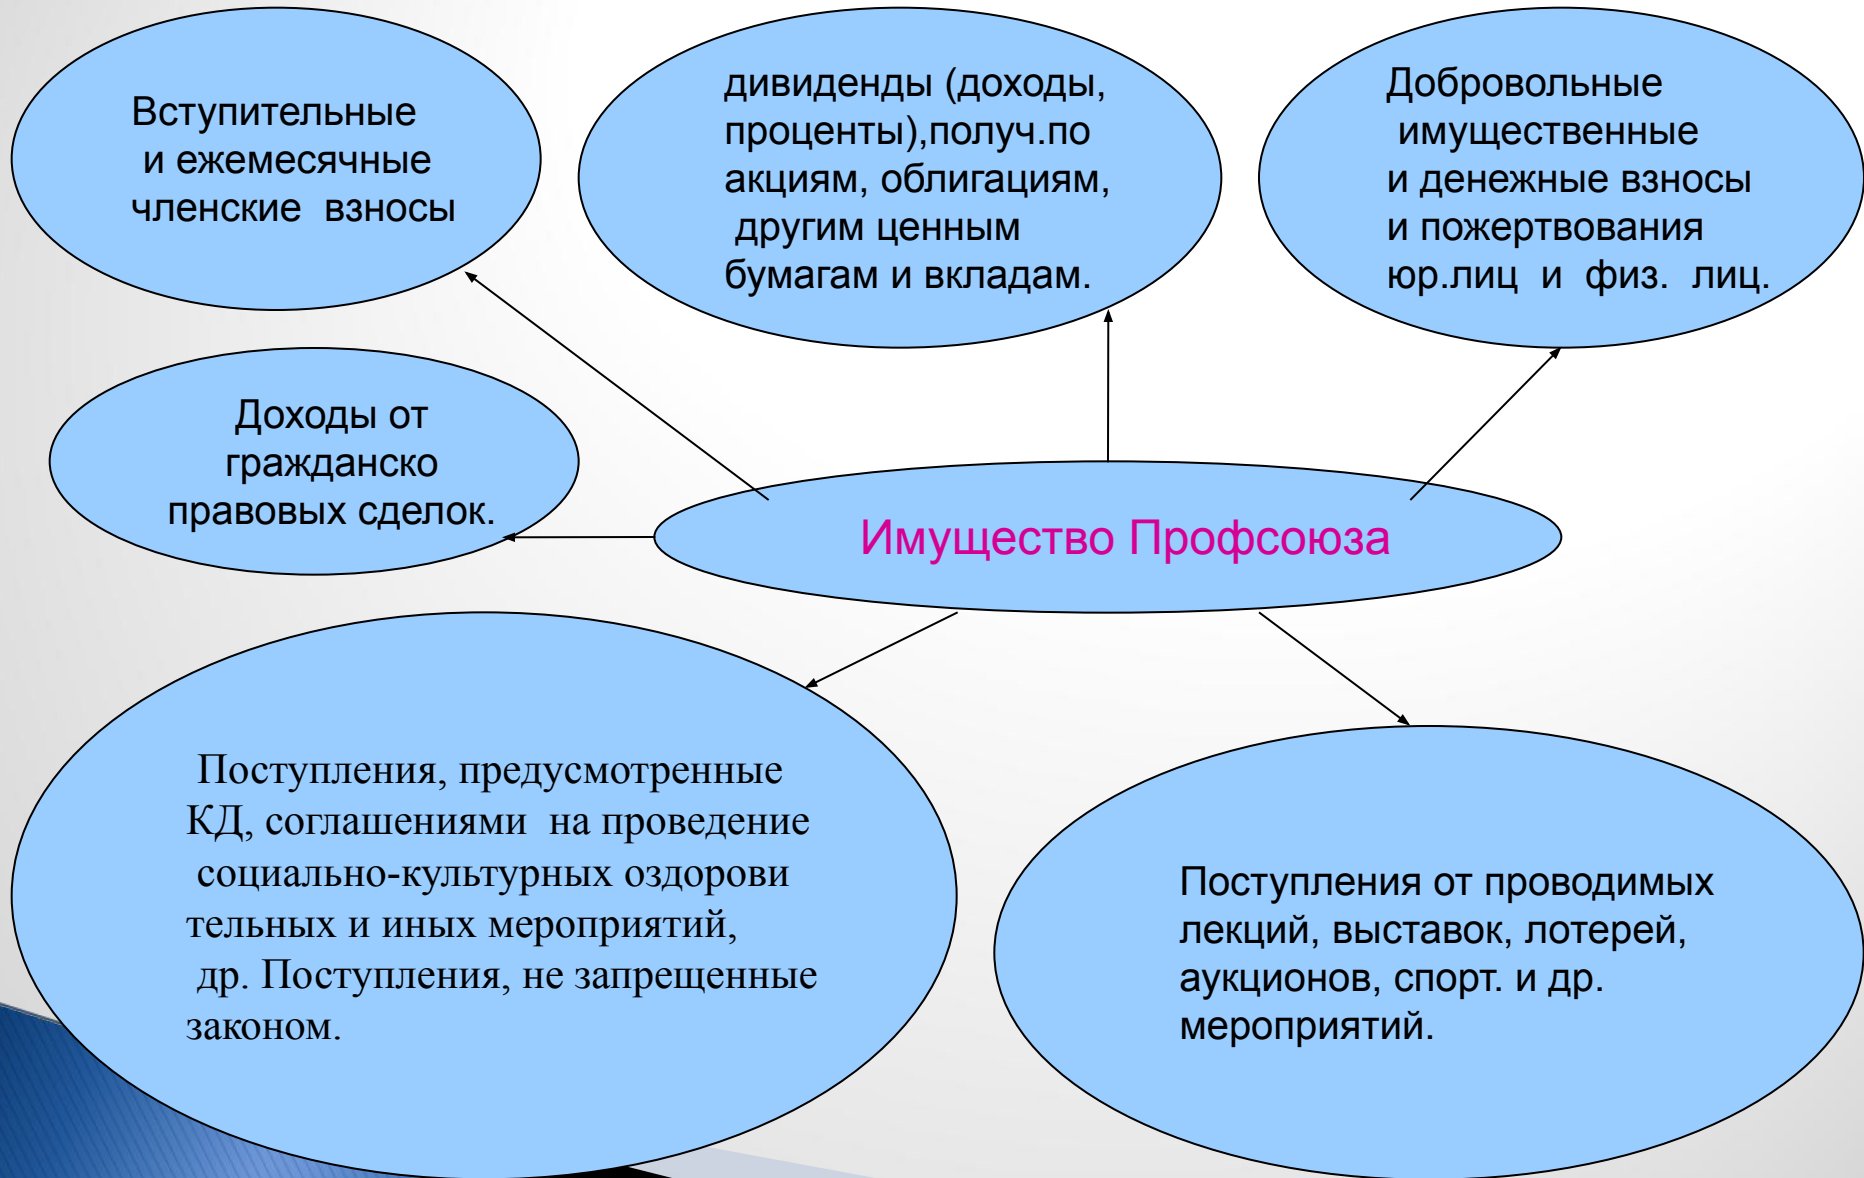 Вступительные
и ежемесячные
членские взносы
дивиденды (доходы,
проценты),получ.по
акциям, облигациям,
другим ценным
бумагам и вкладам.
Добровольные
имущественные
и денежные взносы
и пожертвования
юр.лиц и физ. лиц.
Доходы от
гражданско
правовых сделок.
Имущество Профсоюза
Поступления, предусмотренные
КД, соглашениями на проведение
социально-культурных оздорови
тельных и иных мероприятий,
др. Поступления, не запрещенные
законом.
Поступления от проводимых
лекций, выставок, лотерей,
аукционов, спорт. и др.
мероприятий.